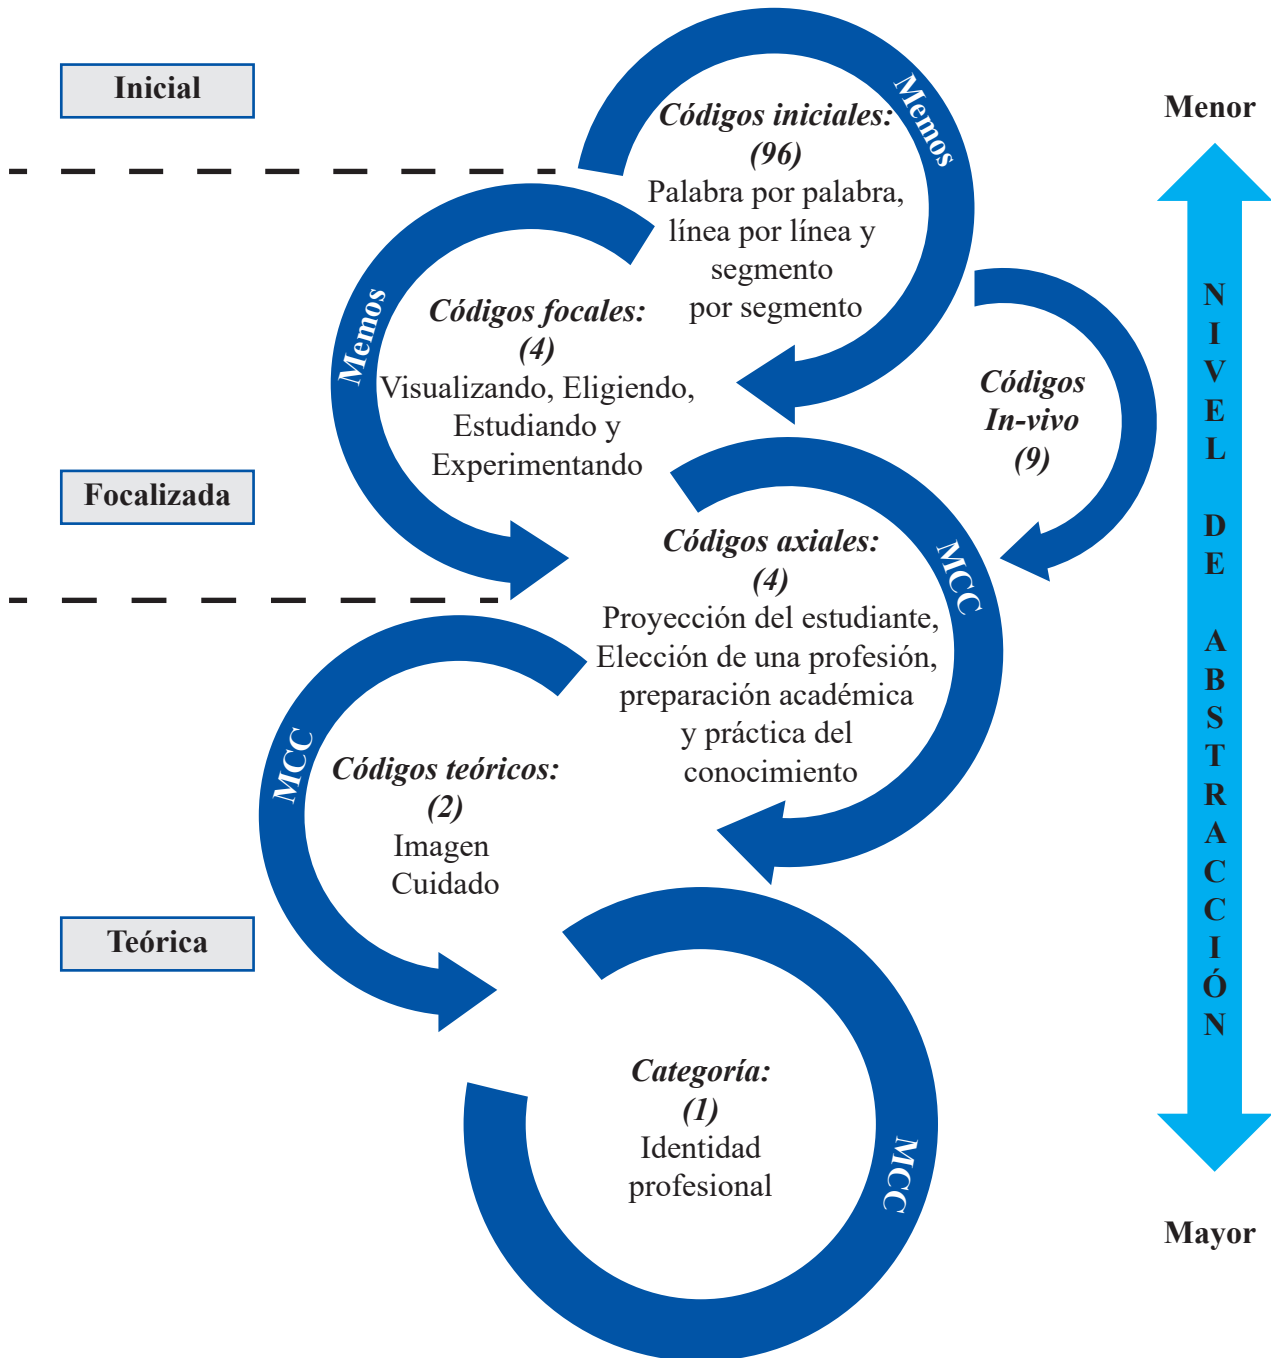 Inicial
Memos
Códigos iniciales:
(96)
Palabra por palabra,
línea por línea y
segmento
por segmento
Menor
Memos
Códigos focales:
(4)
Visualizando, Eligiendo,
Estudiando y
Experimentando
Códigos
In-vivo
(9)
NIVEL DE ABSTRACCIÓN
Focalizada
MCC
Códigos axiales:
(4)
Proyección del estudiante,
Elección de una profesión,
preparación académica
y práctica del
conocimiento
MCC
Códigos teóricos:
(2)
Imagen
Cuidado
Teórica
Categoría:
(1)
Identidad
profesional
MCC
Mayor